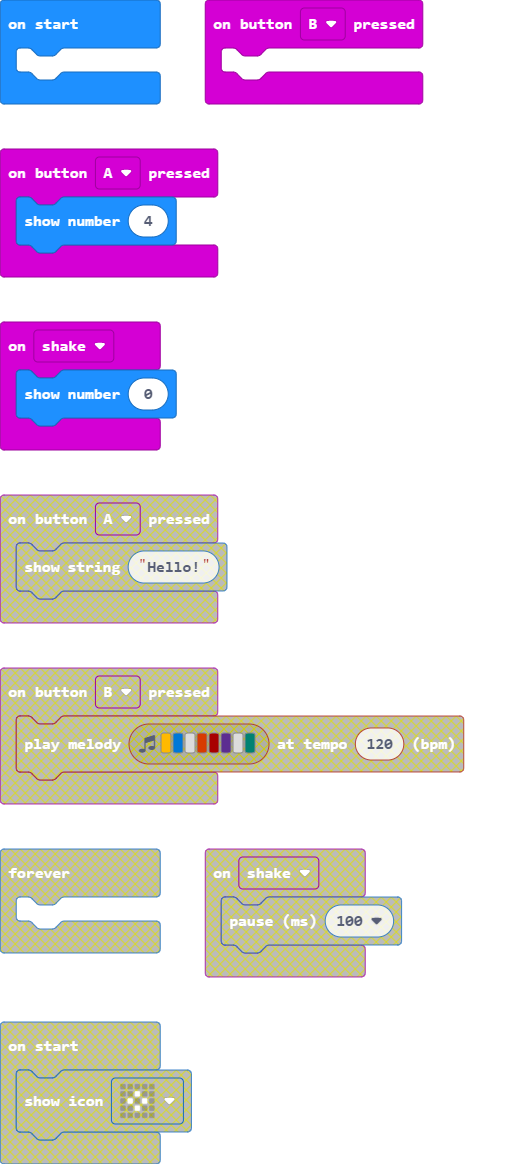 on start
on button B pressed
on button A pressed
show number 4
on shake
show number 0
on button A pressed
show string "Hello!"
on button B pressed
play melody at tempo 120 (bpm)
forever
on shake
pause (ms) 100
on start
show icon